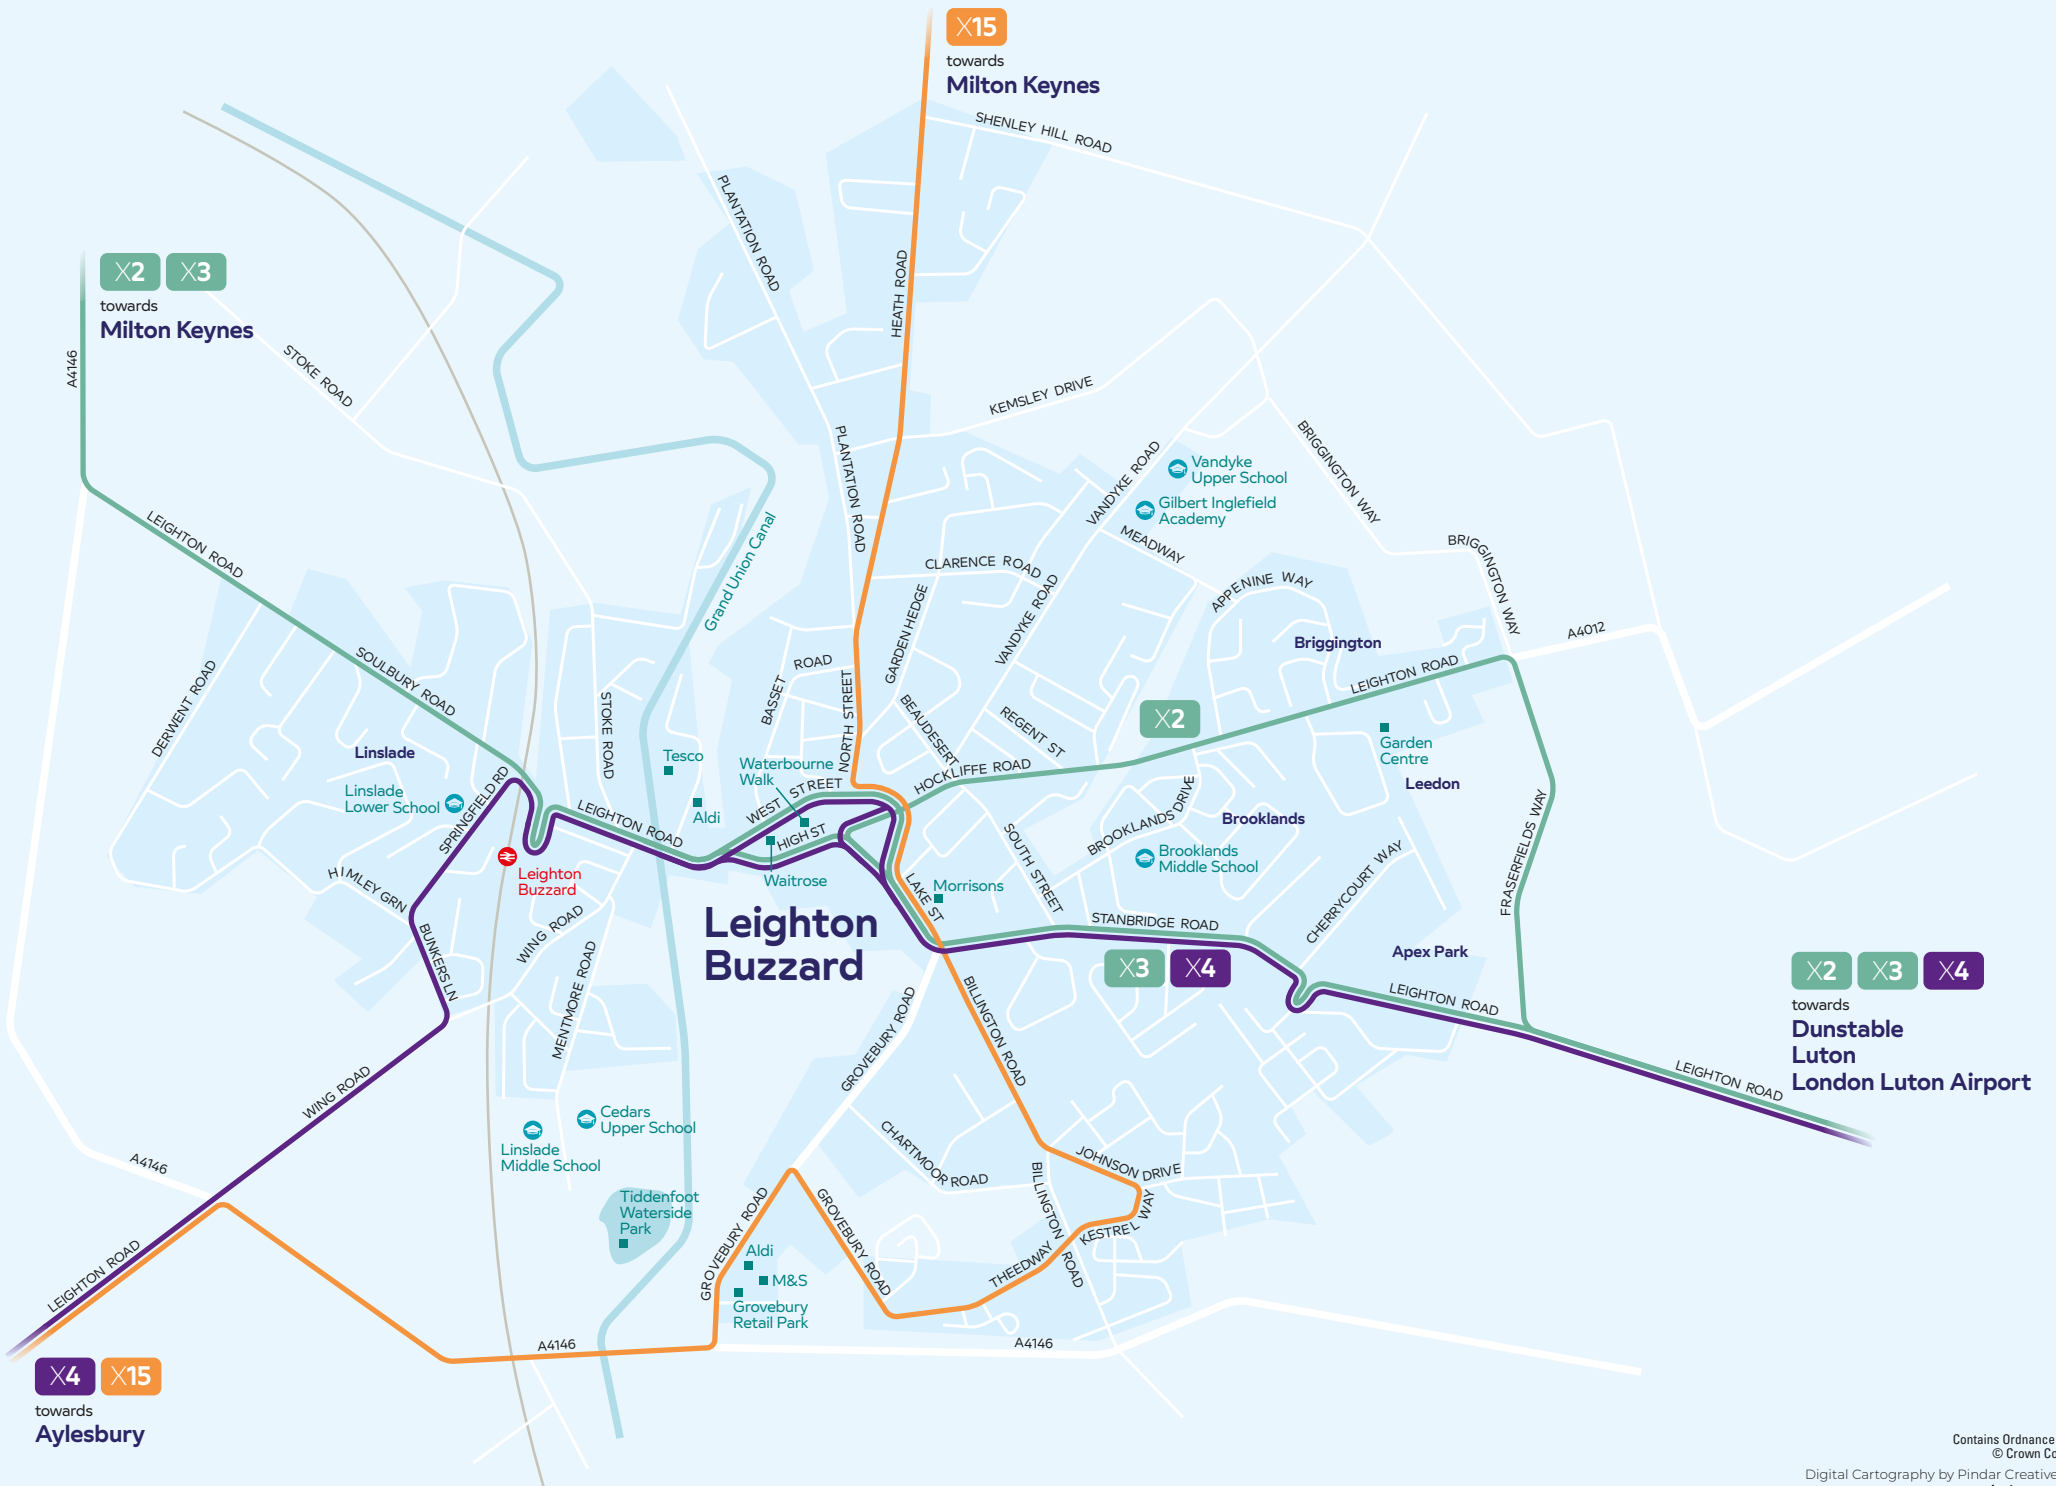 X15
towards
Milton Keynes
SHENLEY HILL ROAD
PLANTATION ROAD
HEATH ROAD
X2 X3
towards
Milton Keynes
A4146
STOKE ROAD
KEMSLEY DRIVE
PLANTATION ROAD
VANDYKE ROAD
Vandyke
Upper School
Gilbert Inglefield
Academy
BRIGGINGTON WAY
BRIGGINGTON WAY
MEADWAY
LEIGHTON ROAD
Grand Union Canal
CLARENCE ROAD
GARDEN HEDGE
VANDYKE ROAD
APPENINE WAY
Briggington
A4012
LEIGHTON ROAD
SOULBURY ROAD
DERWENT ROAD
STOKE ROAD
BASSET ROAD
NORTH STREET
BEAUDESERT
REGENT ST
X2
Garden
Centre
Leedon
Linslade
Linslade
Lower School
SPRINGFIELD RD
Tesco
Aldi
Waterbourne
Walk
WEST STREET
HOCKLIFFE ROAD
LEIGHTON ROAD
HIGH ST
Waitrose
BROOKLANDS DRIVE
Brooklands
Brooklands
Middle School
SOUTH STREET
CHERRYCOURT WAY
FRASERFIELDS WAY
Leighton
Buzzard
HIMLEY GRN
BUNKERS LN
WING ROAD
MENTMORE ROAD
Leighton
Buzzard
LAKE ST
Morrisons
STANBRIDGE ROAD
X3 X4
Apex Park
LEIGHTON ROAD
X2 X3 X4
towards
Dunstable
Luton
London Luton Airport
LEIGHTON ROAD
GROVEBURY ROAD
BILLINGTON ROAD
WING ROAD
Cedars
Upper School
Linslade
Middle School
A4146
CHARTMOOR ROAD
JOHNSON DRIVE
BILLINGTON ROAD
KESTREL WAY
THEEDWAY
Tiddenfoot
Waterside
Park
GROVEBURY ROAD
GROVEBURY ROAD
Aldi
M&S
Grovebury
Retail Park
LEIGHTON ROAD
A4146
A4146
X4 X15
towards
Aylesbury
Contains Ordnance
© Crown Co
Digital Cartography by Pindar Creative